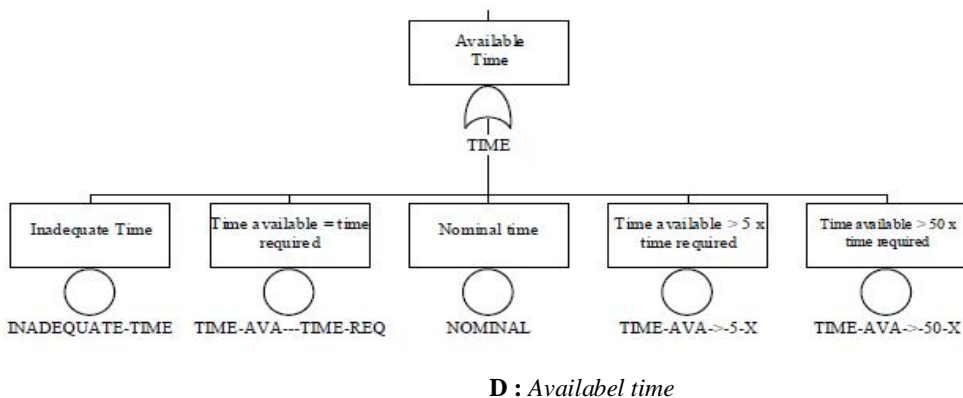 Available
Time
TIME
Inadequate Time
Time available = time
required
Nominal time
Time available > 5 x
time required
Time available > 50 x
time required
INADEQUATE-TIME
TIME-AVA---TIME-REQ
NOMINAL
TIME-AVA->-5-X
TIME-AVA->-50-X
D : Availabel time